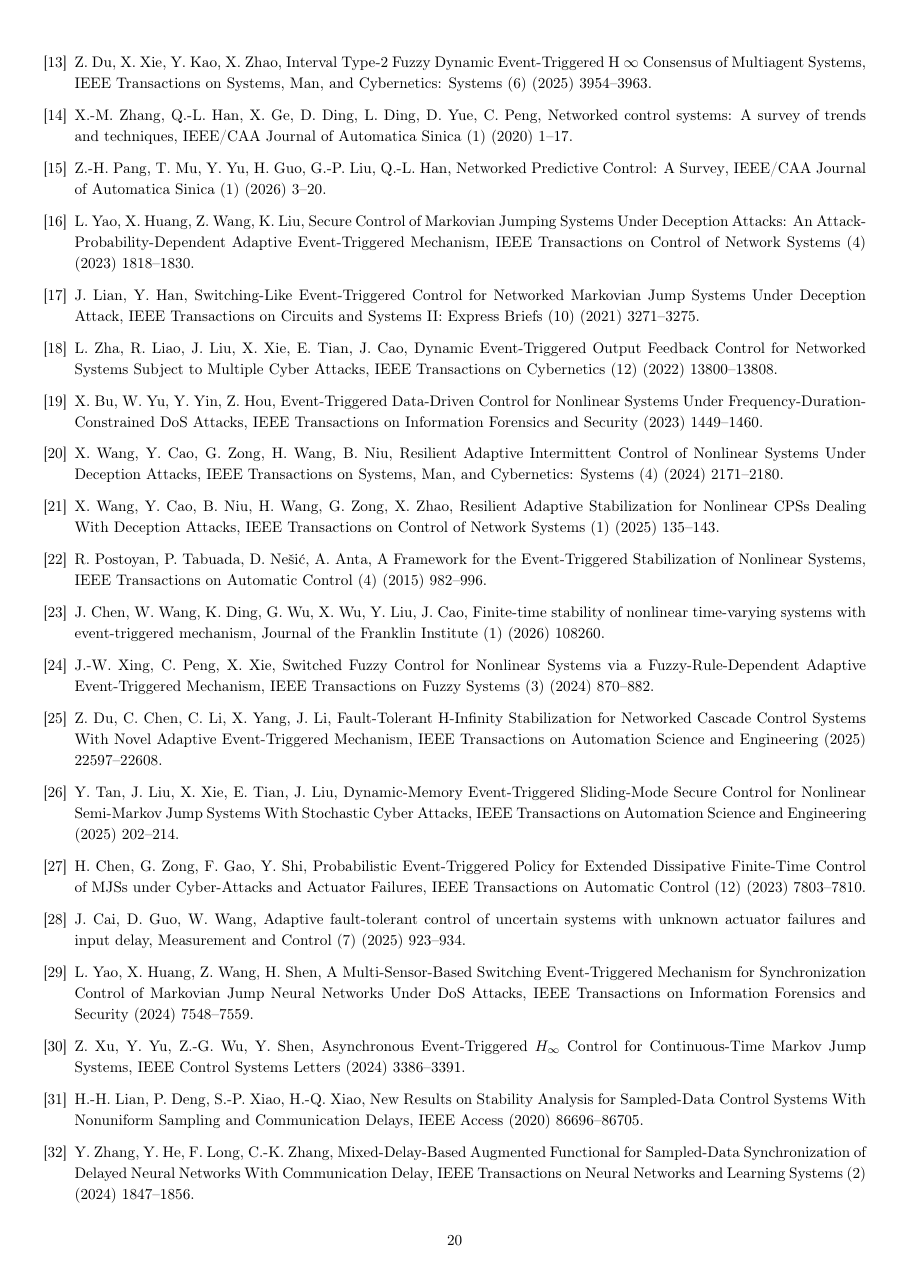 [13] Z. Du, X. Xie, Y. Kao, X. Zhao, Interval Type-2 Fuzzy Dynamic Event-Triggered H ∞ Consensus of Multiagent Systems,
IEEE Transactions on Systems, Man, and Cybernetics: Systems (6) (2025) 3954–3963.
[14] X.-M. Zhang, Q.-L. Han, X. Ge, D. Ding, L. Ding, D. Yue, C. Peng, Networked control systems: A survey of trends
and techniques, IEEE/CAA Journal of Automatica Sinica (1) (2020) 1–17.
[15] Z.-H. Pang, T. Mu, Y. Yu, H. Guo, G.-P. Liu, Q.-L. Han, Networked Predictive Control: A Survey, IEEE/CAA Journal
of Automatica Sinica (1) (2026) 3–20.
[16] L. Yao, X. Huang, Z. Wang, K. Liu, Secure Control of Markovian Jumping Systems Under Deception Attacks: An Attack-
Probability-Dependent Adaptive Event-Triggered Mechanism, IEEE Transactions on Control of Network Systems (4)
(2023) 1818–1830.
[17] J. Lian, Y. Han, Switching-Like Event-Triggered Control for Networked Markovian Jump Systems Under Deception
Attack, IEEE Transactions on Circuits and Systems II: Express Briefs (10) (2021) 3271–3275.
[18] L. Zha, R. Liao, J. Liu, X. Xie, E. Tian, J. Cao, Dynamic Event-Triggered Output Feedback Control for Networked
Systems Subject to Multiple Cyber Attacks, IEEE Transactions on Cybernetics (12) (2022) 13800–13808.
[19] X. Bu, W. Yu, Y. Yin, Z. Hou, Event-Triggered Data-Driven Control for Nonlinear Systems Under Frequency-Duration-
Constrained DoS Attacks, IEEE Transactions on Information Forensics and Security (2023) 1449–1460.
[20] X. Wang, Y. Cao, G. Zong, H. Wang, B. Niu, Resilient Adaptive Intermittent Control of Nonlinear Systems Under
Deception Attacks, IEEE Transactions on Systems, Man, and Cybernetics: Systems (4) (2024) 2171–2180.
[21] X. Wang, Y. Cao, B. Niu, H. Wang, G. Zong, X. Zhao, Resilient Adaptive Stabilization for Nonlinear CPSs Dealing
With Deception Attacks, IEEE Transactions on Control of Network Systems (1) (2025) 135–143.
[22] R. Postoyan, P. Tabuada, D. Nešić, A. Anta, A Framework for the Event-Triggered Stabilization of Nonlinear Systems,
IEEE Transactions on Automatic Control (4) (2015) 982–996.
[23] J. Chen, W. Wang, K. Ding, G. Wu, X. Wu, Y. Liu, J. Cao, Finite-time stability of nonlinear time-varying systems with
event-triggered mechanism, Journal of the Franklin Institute (1) (2026) 108260.
[24] J.-W. Xing, C. Peng, X. Xie, Switched Fuzzy Control for Nonlinear Systems via a Fuzzy-Rule-Dependent Adaptive
Event-Triggered Mechanism, IEEE Transactions on Fuzzy Systems (3) (2024) 870–882.
[25] Z. Du, C. Chen, C. Li, X. Yang, J. Li, Fault-Tolerant H-Infinity Stabilization for Networked Cascade Control Systems
With Novel Adaptive Event-Triggered Mechanism, IEEE Transactions on Automation Science and Engineering (2025)
22597–22608.
[26] Y. Tan, J. Liu, X. Xie, E. Tian, J. Liu, Dynamic-Memory Event-Triggered Sliding-Mode Secure Control for Nonlinear
Semi-Markov Jump Systems With Stochastic Cyber Attacks, IEEE Transactions on Automation Science and Engineering
(2025) 202–214.
[27] H. Chen, G. Zong, F. Gao, Y. Shi, Probabilistic Event-Triggered Policy for Extended Dissipative Finite-Time Control
of MJSs under Cyber-Attacks and Actuator Failures, IEEE Transactions on Automatic Control (12) (2023) 7803–7810.
[28] J. Cai, D. Guo, W. Wang, Adaptive fault-tolerant control of uncertain systems with unknown actuator failures and
input delay, Measurement and Control (7) (2025) 923–934.
[29] L. Yao, X. Huang, Z. Wang, H. Shen, A Multi-Sensor-Based Switching Event-Triggered Mechanism for Synchronization
Control of Markovian Jump Neural Networks Under DoS Attacks, IEEE Transactions on Information Forensics and
Security (2024) 7548–7559.
[30] Z. Xu, Y. Yu, Z.-G. Wu, Y. Shen, Asynchronous Event-Triggered H∞ Control for Continuous-Time Markov Jump
Systems, IEEE Control Systems Letters (2024) 3386–3391.
[31] H.-H. Lian, P. Deng, S.-P. Xiao, H.-Q. Xiao, New Results on Stability Analysis for Sampled-Data Control Systems With
Nonuniform Sampling and Communication Delays, IEEE Access (2020) 86696–86705.
[32] Y. Zhang, Y. He, F. Long, C.-K. Zhang, Mixed-Delay-Based Augmented Functional for Sampled-Data Synchronization of
Delayed Neural Networks With Communication Delay, IEEE Transactions on Neural Networks and Learning Systems (2)
(2024) 1847–1856.
20